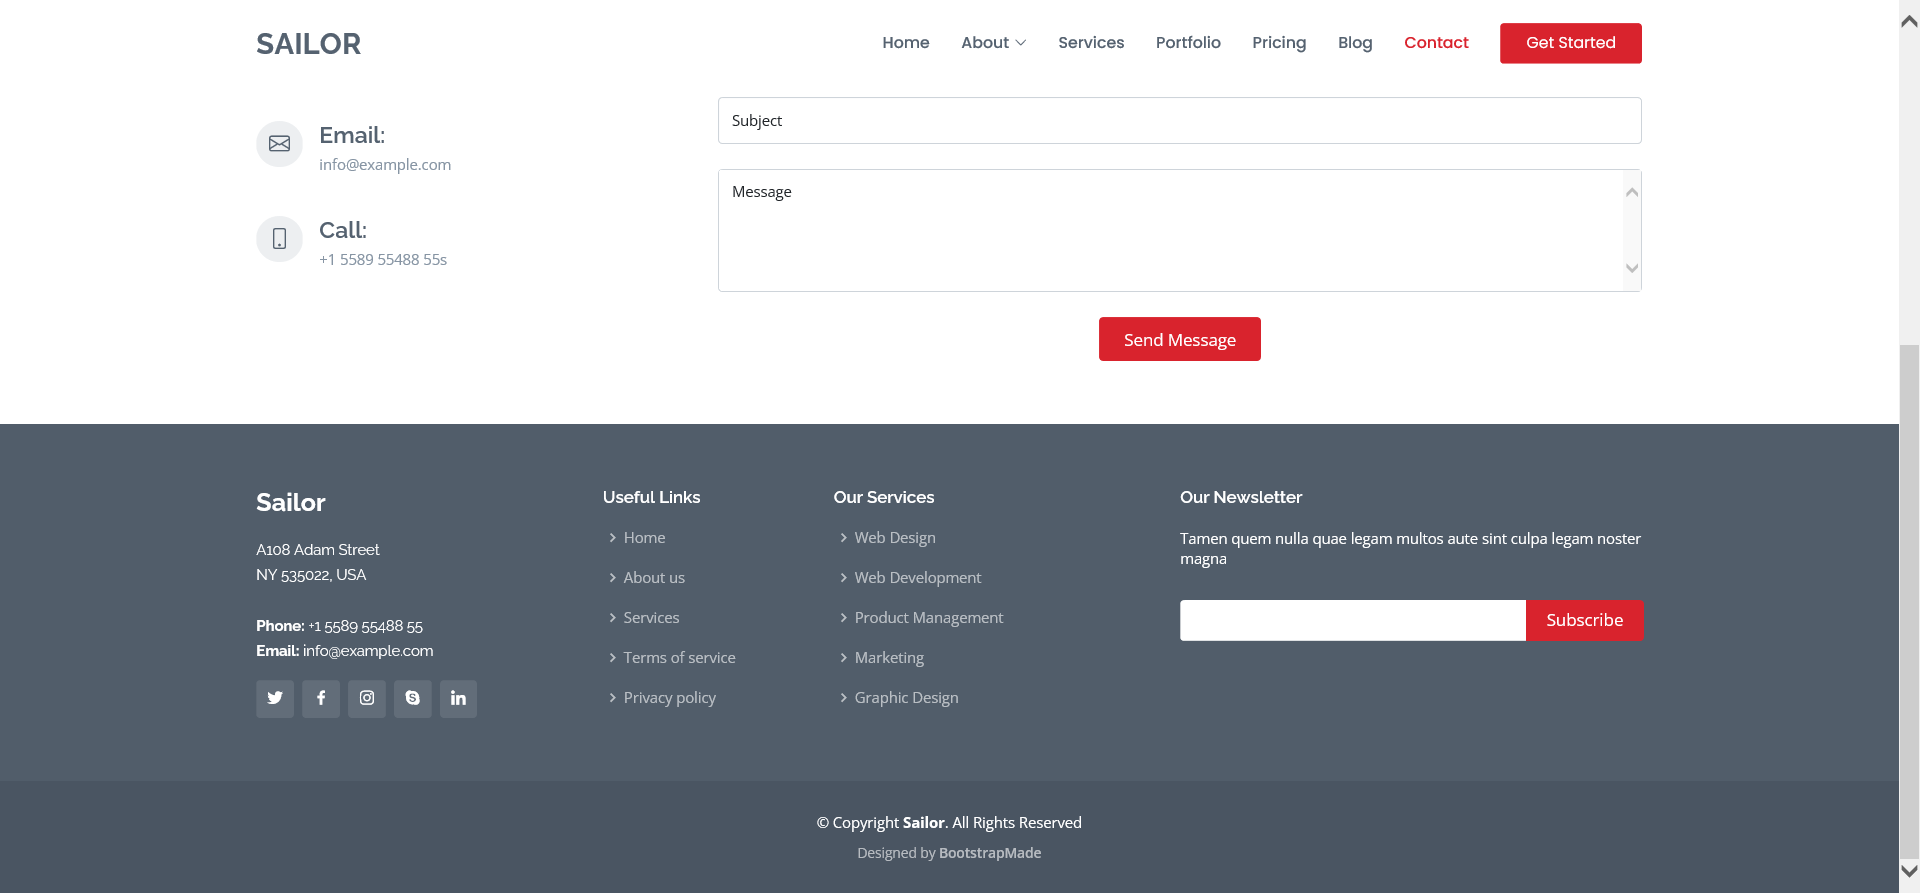 SAILOR
Home About Services Portfolio Pricing Blog Contact Get Started
Email:
info@example.com
Call:
+1 5589 55488 55s
Subject
Message
Send Message
Sailor
A108 Adam Street
NY 535022, USA
Phone: +1 5589 55488 55
Email: info@example.com
Useful Links
Home
About us
Services
Terms of service
Privacy policy
Our Services
Web Design
Web Development
Product Management
Marketing
Graphic Design
Our Newsletter
Tamen quem nulla quae legam multos aute sint culpa legam noster
magna
Subscribe
© Copyright Sailor. All Rights Reserved
Designed by BootstrapMade